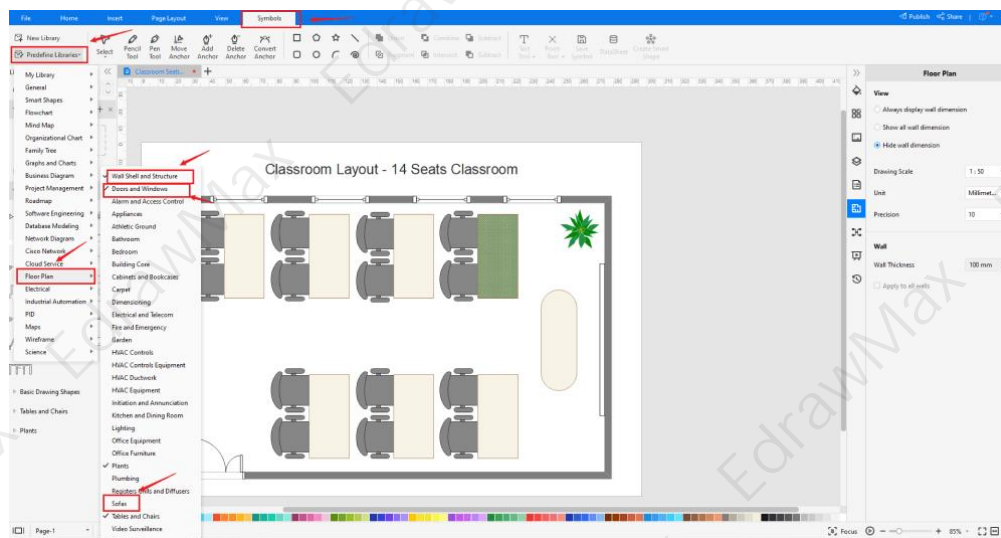 File Home Insert Page Layout View Symbols Publish Share
New Library
Predefine Libraries
Select Pencil Tool Pen Tool Move Anchor Add Anchor Delete Anchor Convert Anchor
Combine Subtract
Intersect Subtract
Text Tool Save Symbol DataSheet Create Smart Shape
Classroom Seati...
My Library
General
Smart Shapes
Flowchart
Mind Map
Organizational Chart
Family Tree
Graphs and Charts
Business Diagram
Project Management
Roadmap
Software Engineering
Database Modeling
Network Diagram
Cisco Network
Cloud Service
Floor Plan
Electrical
Industrial Automation
PID
Maps
Wireframe
Science
Basic Drawing Shapes
Tables and Chairs
Plants
Wall Shell and Structure
Doors and Windows
Alarm and Access Control
Appliances
Athletic Ground
Bathroom
Bedroom
Building Core
Cabinets and Bookcases
Carpet
Dimensioning
Electrical and Telecom
Fire and Emergency
Garden
HVAC Controls
HVAC Controls Equipment
HVAC Ductwork
HVAC Equipment
Initiation and Annunciation
Kitchen and Dining Room
Lighting
Office Equipment
Office Furniture
Plants
Plumbing
Registers Grills and Diffusers
Sofas
Tables and Chairs
Video Surveillance
Classroom Layout - 14 Seats Classroom
Floor Plan
View
Always display wall dimension
Show all wall dimension
Hide wall dimension
Drawing Scale 1 : 50
Unit Millimet...
Precision 10
Wall
Wall Thickness 100 mm
Apply to all walls
Page-1
Focus 85%
EdrawMax
EdrawMax
EdrawMax
EdrawMax